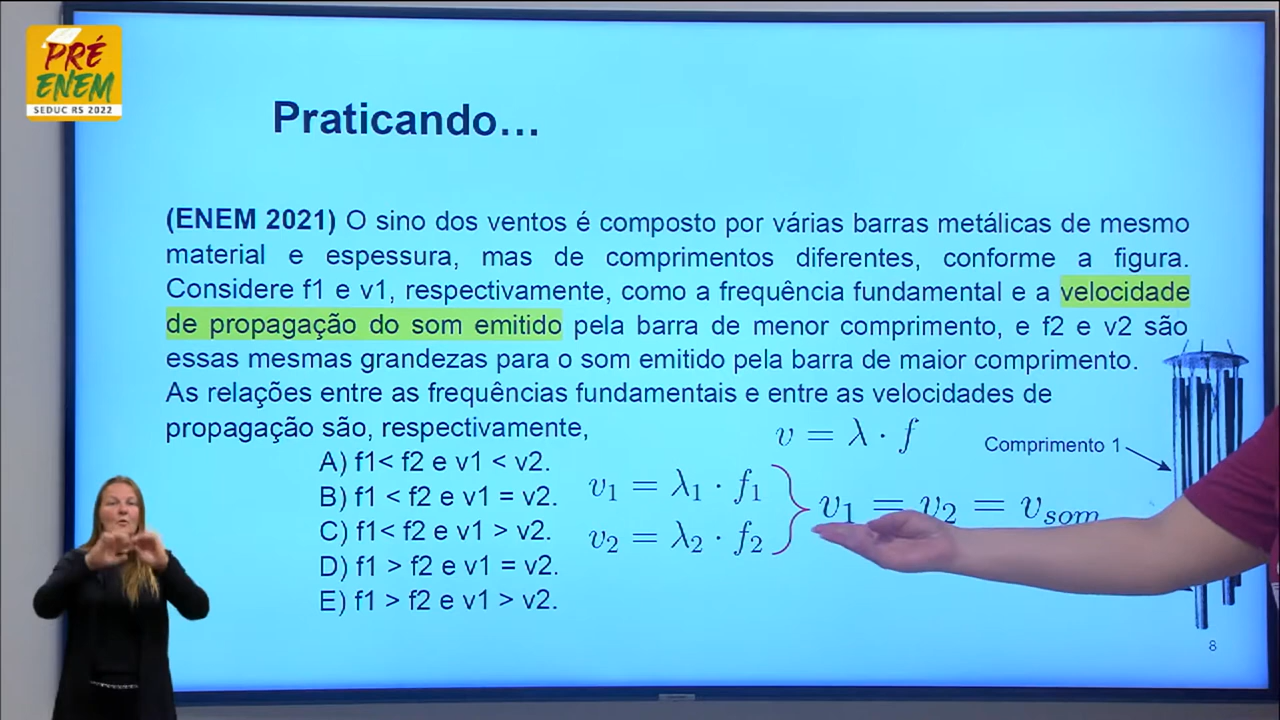 PRÉ
ENEM
SEDUC RS 2022
Praticando...
(ENEM 2021) O sino dos ventos é composto por várias barras metálicas de mesmo
material e espessura, mas de comprimentos diferentes, conforme a figura.
Considere f1 e v1, respectivamente, como a frequência fundamental e a velocidade
de propagação do som emitido pela barra de menor comprimento, e f2 e v2 são
essas mesmas grandezas para o som emitido pela barra de maior comprimento.
As relações entre as frequências fundamentais e entre as velocidades de
propagação são, respectivamente,
v = λ · f
Comprimento 1
A) f1< f2 e v1 < v2.
B) f1 < f2 e v1 = v2.
C) f1< f2 e v1 > v2.
D) f1 > f2 e v1 = v2.
E) f1 > f2 e v1 > v2.
v₁ = λ₁ · f₁
v₂ = λ₂ · f₂
v₁ = v₂ = vsom
8